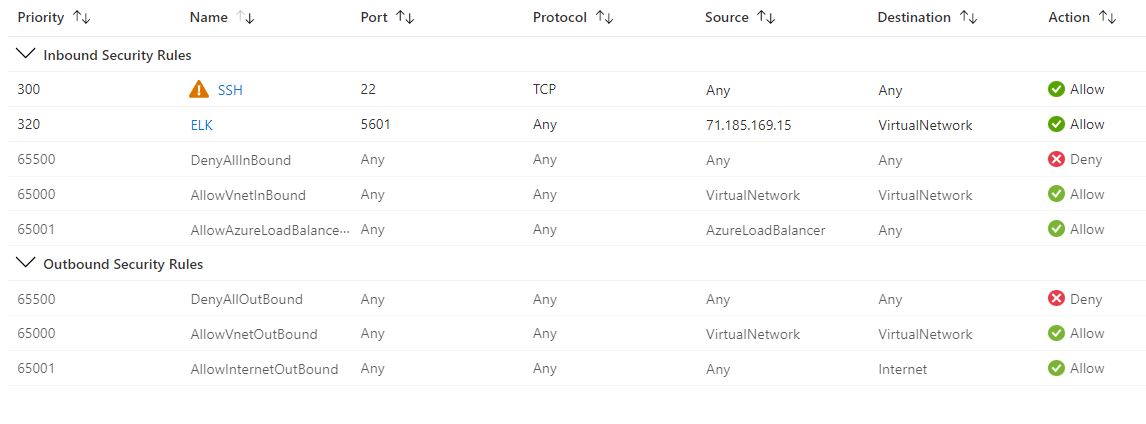 Priority Name Port Protocol Source Destination Action
Inbound Security Rules
300 SSH 22 TCP Any Any Allow
320 ELK 5601 Any 71.185.169.15 VirtualNetwork Allow
65500 DenyAllInBound Any Any Any Any Deny
65000 AllowVnetInBound Any Any VirtualNetwork VirtualNetwork Allow
65001 AllowAzureLoadBalance··· Any Any AzureLoadBalancer Any Allow
Outbound Security Rules
65500 DenyAllOutBound Any Any Any Any Deny
65000 AllowVnetOutBound Any Any VirtualNetwork VirtualNetwork Allow
65001 AllowInternetOutBound Any Any Any Internet Allow